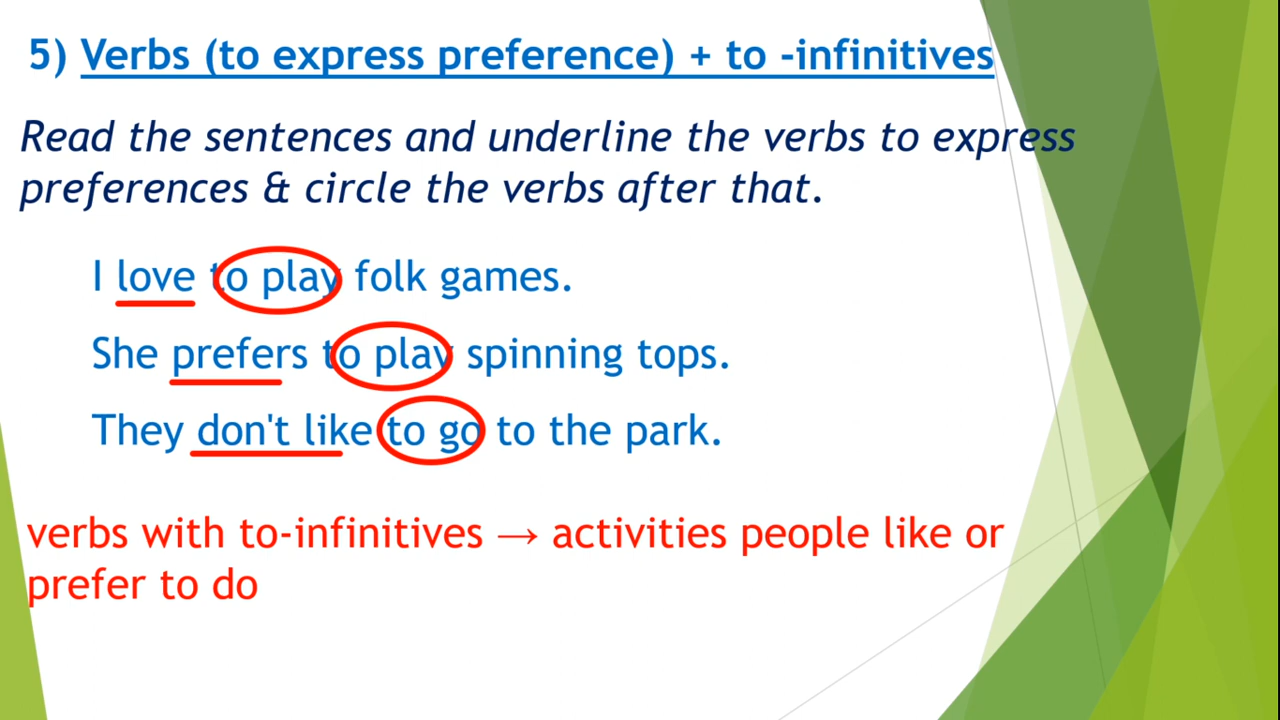 5) Verbs (to express preference) + to -infinitives
Read the sentences and underline the verbs to express
preferences & circle the verbs after that.
I love to play folk games.
She prefers to play spinning tops.
They don't like to go to the park.
verbs with to-infinitives → activities people like or
prefer to do